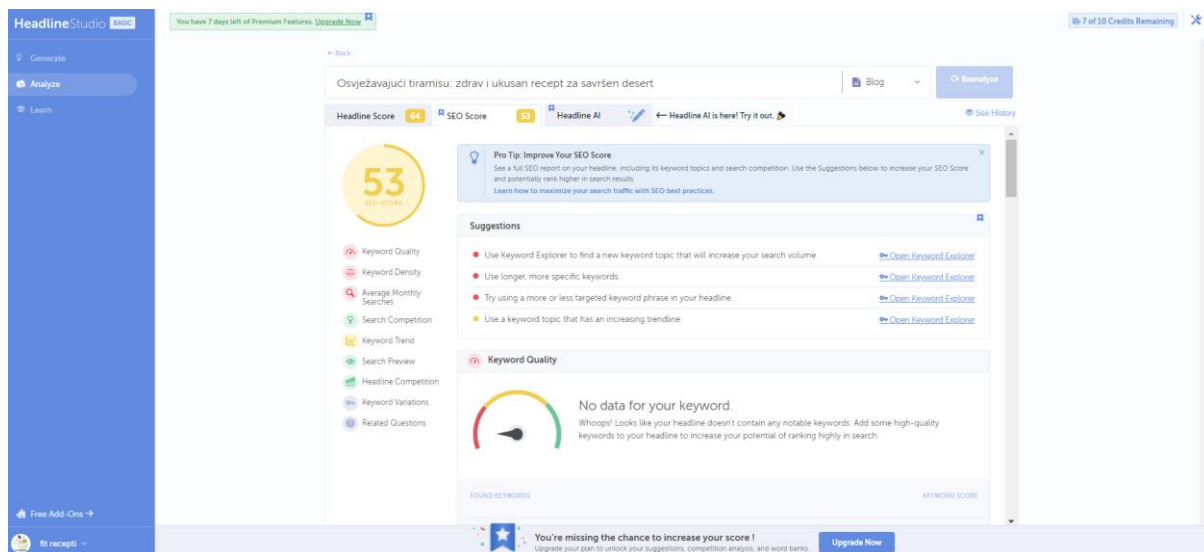 HeadlineStudio BASIC
You have 7 days left of Premium Features. Upgrade Now
7 of 10 Credits Remaining
Generate
Analyze
Learn
← Back
Osvježavajući tiramisu: zdrav i ukusan recept za savršen desert
Blog
Reanalyze
Headline Score 64
SEO Score 53
Headline AI
← Headline AI is here! Try it out.
See History
53
SEO SCORE
Pro Tip: Improve Your SEO Score
See a full SEO report on your headline, including its keyword topics and search competition. Use the Suggestions below to increase your SEO Score
and potentially rank higher in search results.
Learn how to maximize your search traffic with SEO best practices.
Suggestions
Use Keyword Explorer to find a new keyword topic that will increase your search volume. Open Keyword Explorer
Use longer, more specific keywords. Open Keyword Explorer
Try using a more or less targeted keyword phrase in your headline. Open Keyword Explorer
Use a keyword topic that has an increasing trendline. Open Keyword Explorer
Keyword Quality
Keyword Density
Average Monthly
Searches
Search Competition
Keyword Trend
Search Preview
Headline Competition
Keyword Variations
Related Questions
Keyword Quality
No data for your keyword.
Whoops! Looks like your headline doesn't contain any notable keywords. Add some high-quality
keywords to your headline to increase your potential of ranking highly in search.
FOUND KEYWORDS
KEYWORD SCORE
Free Add-Ons →
fit recepti
You're missing the chance to increase your score !
Upgrade your plan to unlock your suggestions, competition analysis, and word banks.
Upgrade Now